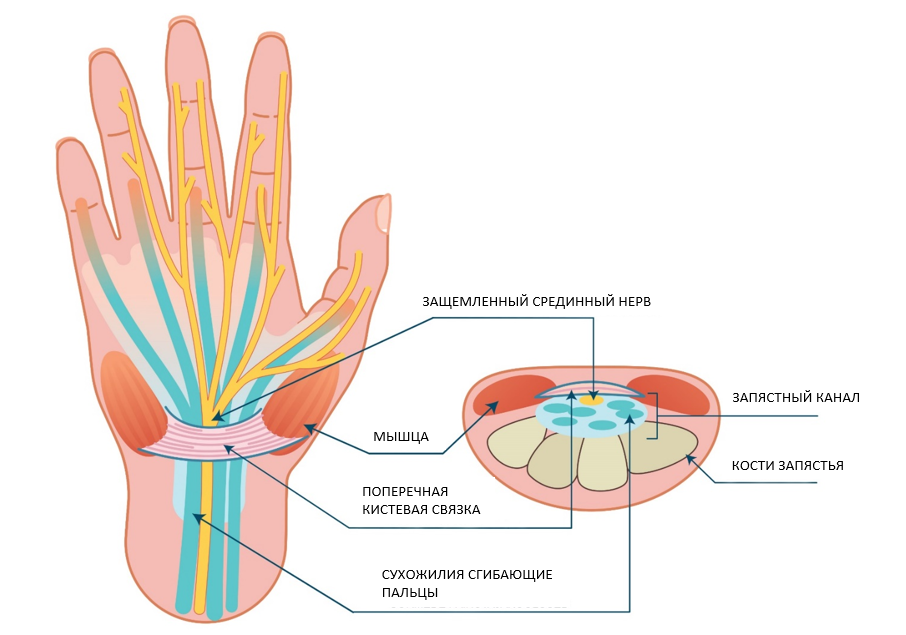 ЗАЩЕМЛЕННЫЙ СРЕДИННЫЙ НЕРВ
ЗАПЯСТНЫЙ КАНАЛ
МЫШЦА
КОСТИ ЗАПЯСТЬЯ
ПОПЕРЕЧНАЯ
КИСТЕВАЯ СВЯЗКА
СУХОЖИЛИЯ СГИБАЮЩИЕ
ПАЛЬЦЫ